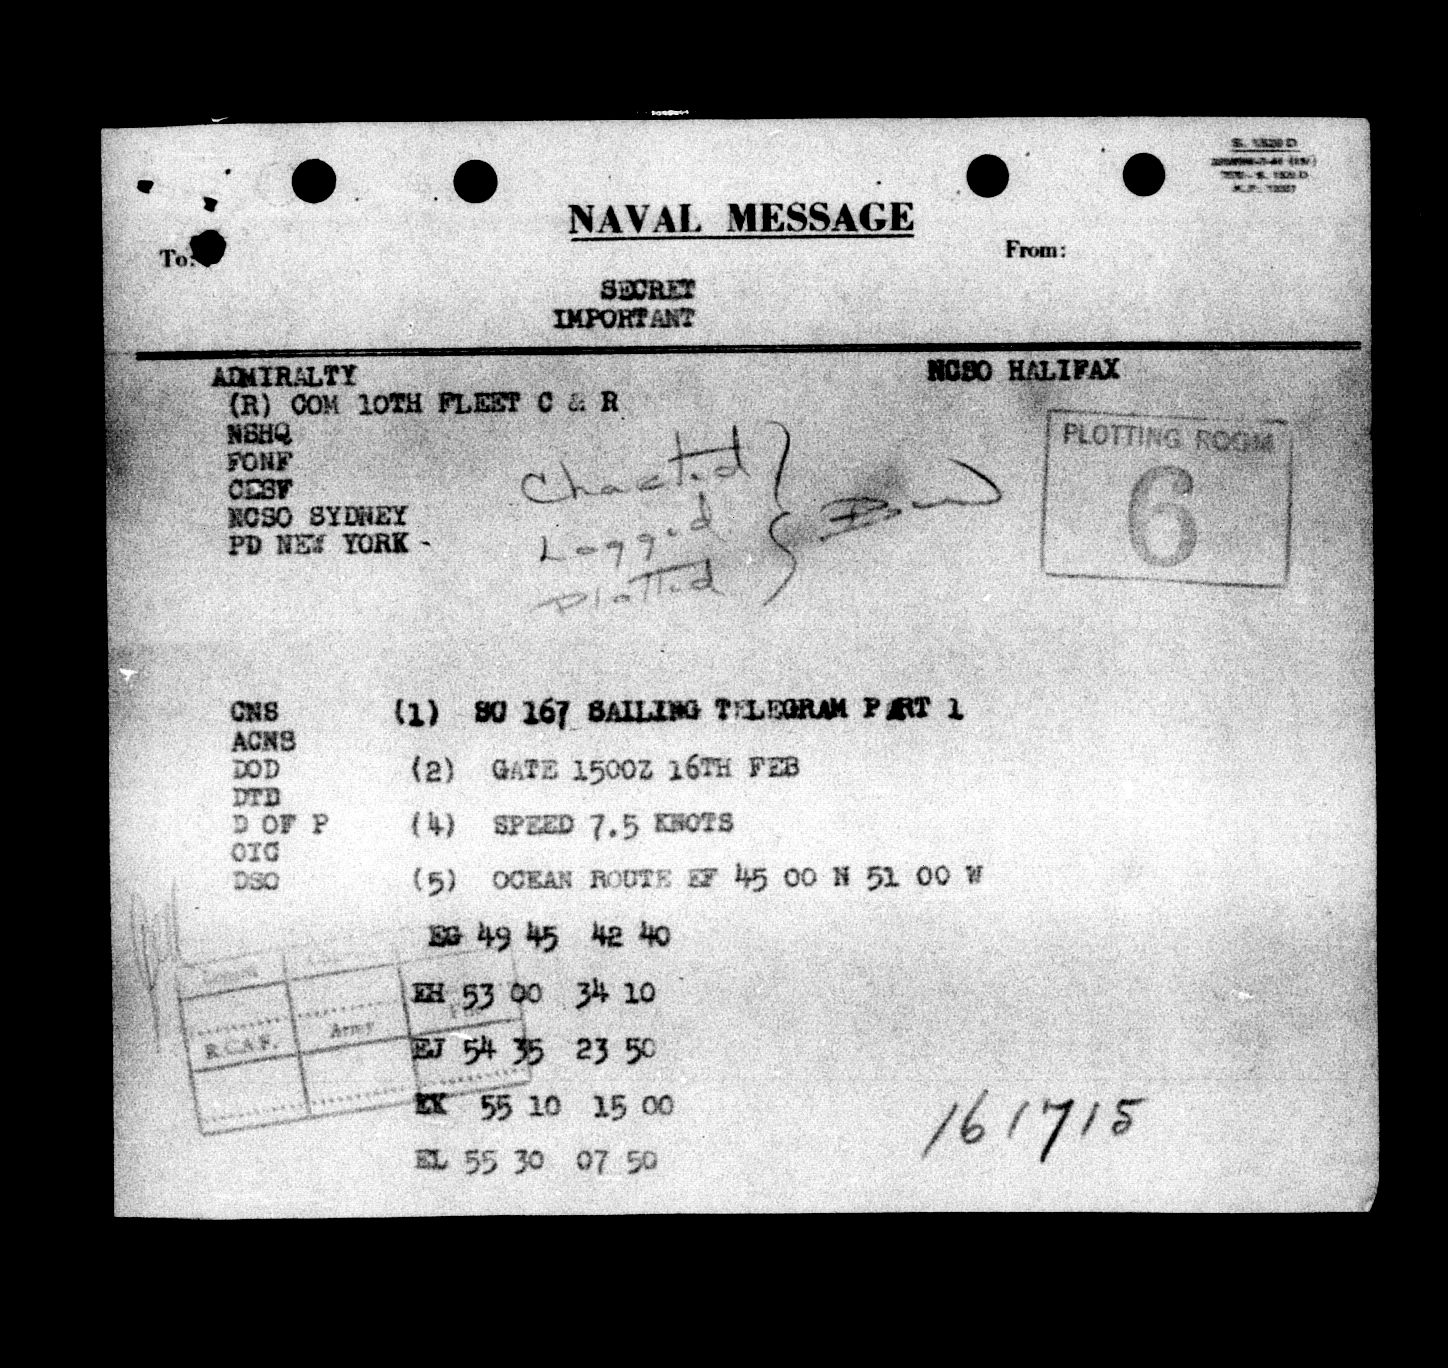 S. 1320 D
NAVAL MESSAGE
To:
From:
SECRET
IMPORTANT
ADMIRALTY
NCSO HALIFAX
(R) COM 10TH FLEET C & R
NSHQ
FONF
CESF
NCSO SYDNEY
PD NEW YORK -
PLOTTING ROOM
6
Charted
Logged
Plotted
CNS (1) SC 167 SAILING TELEGRAM PART 1
ACNS
DOD (2) GATE 1500Z 16TH FEB
DTD
D OF P (4) SPEED 7.5 KNOTS
OIC
DSO (5) OCEAN ROUTE EF 45 00 N 51 00 W
EG 49 45 42 40
EH 53 00 34 10
EJ 54 35 23 50
EK 55 10 15 00
EL 55 30 07 50
R.C.A.F. Army
161715